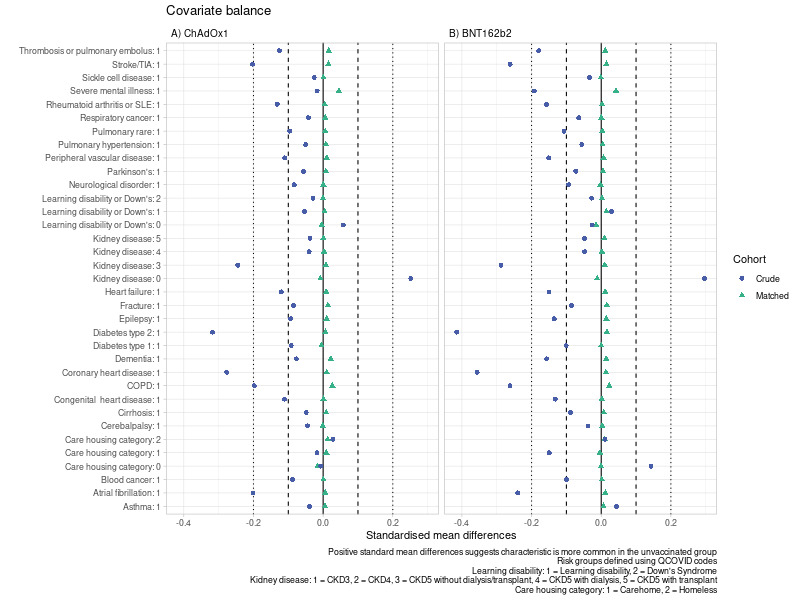 Covariate balance
A) ChAdOx1
B) BNT162b2
Thrombosis or pulmonary embolus: 1
Stroke/TIA: 1
Sickle cell disease: 1
Severe mental illness: 1
Rheumatoid arthritis or SLE: 1
Respiratory cancer: 1
Pulmonary rare: 1
Pulmonary hypertension: 1
Peripheral vascular disease: 1
Parkinson's: 1
Neurological disorder: 1
Learning disability or Down's: 2
Learning disability or Down's: 1
Learning disability or Down's: 0
Kidney disease: 5
Kidney disease: 4
Kidney disease: 3
Kidney disease: 0
Heart failure: 1
Fracture: 1
Epilepsy: 1
Diabetes type 2: 1
Diabetes type 1: 1
Dementia: 1
Coronary heart disease: 1
COPD: 1
Congenital heart disease: 1
Cirrhosis: 1
Cerebalpalsy: 1
Care housing category: 2
Care housing category: 1
Care housing category: 0
Blood cancer: 1
Atrial fibrillation: 1
Asthma: 1
-0.4 -0.2 0.0 0.2
-0.4 -0.2 0.0 0.2
Standardised mean differences
Cohort
Crude
Matched
Positive standard mean differences suggests characteristic is more common in the unvaccinated group
Risk groups defined using QCOVID codes
Learning disability: 1 = Learning disability, 2 = Down's Syndrome
Kidney disease: 1 = CKD3, 2 = CKD4, 3 = CKD5 without dialysis/transplant, 4 = CKD5 with dialysis, 5 = CKD5 with transplant
Care housing category: 1 = Carehome, 2 = Homeless